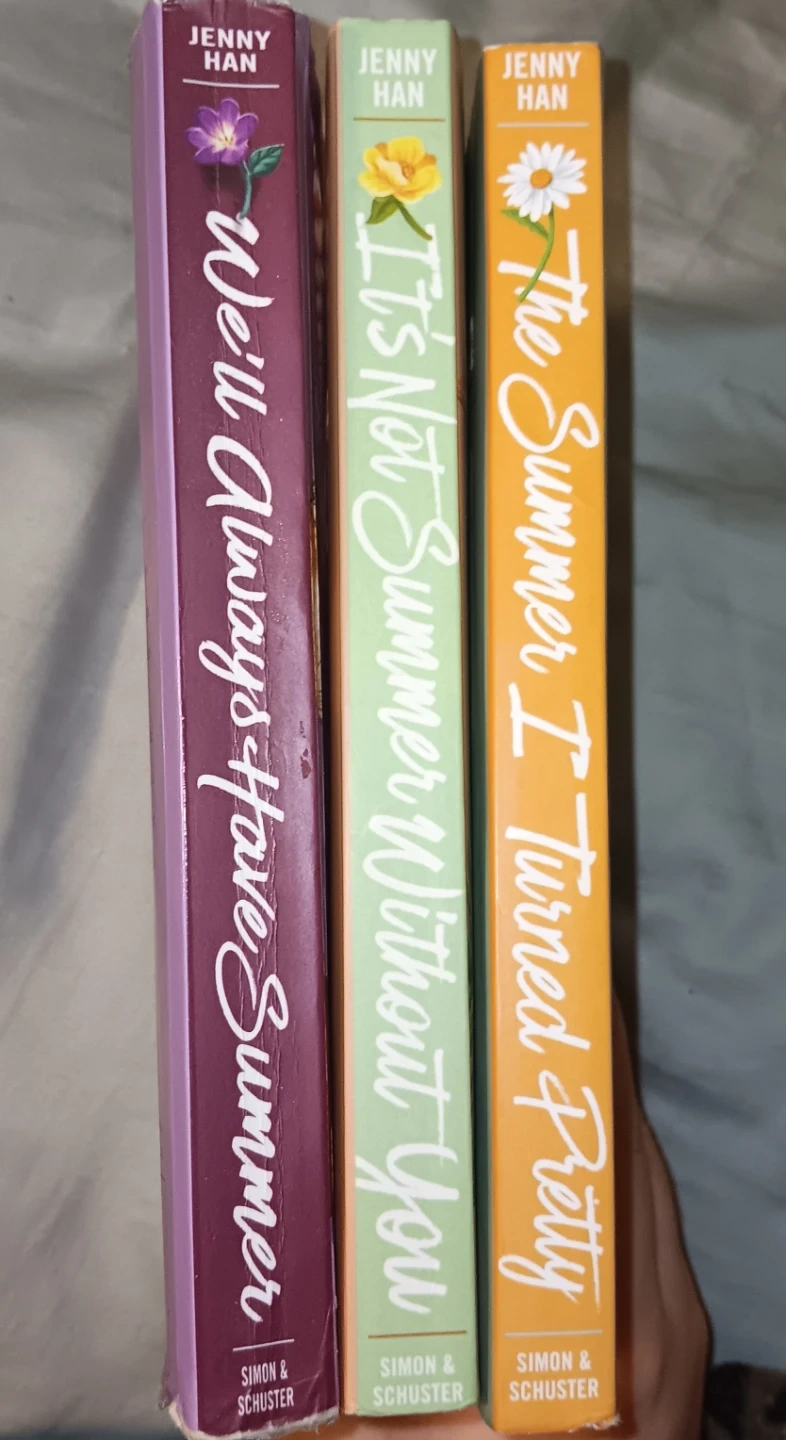 JENNY
HAN
We'll Always Have Summer
SIMON &
SCHUSTER
JENNY
HAN
It's Not Summer Without You
SIMON &
SCHUSTER
JENNY
HAN
The Summer I Turned Pretty
SIMON &
SCHUSTER